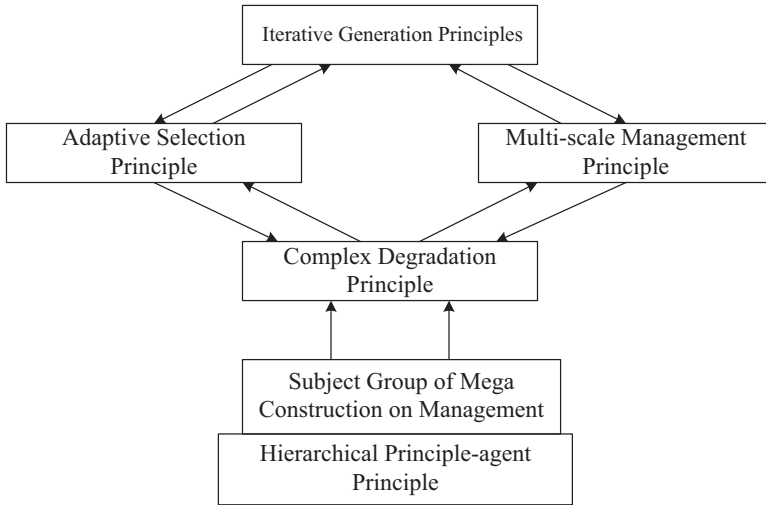 Iterative Generation Principles
Adaptive Selection
Principle
Multi-scale Management
Principle
Complex Degradation
Principle
Subject Group of Mega
Construction on Management
Hierarchical Principle-agent
Principle